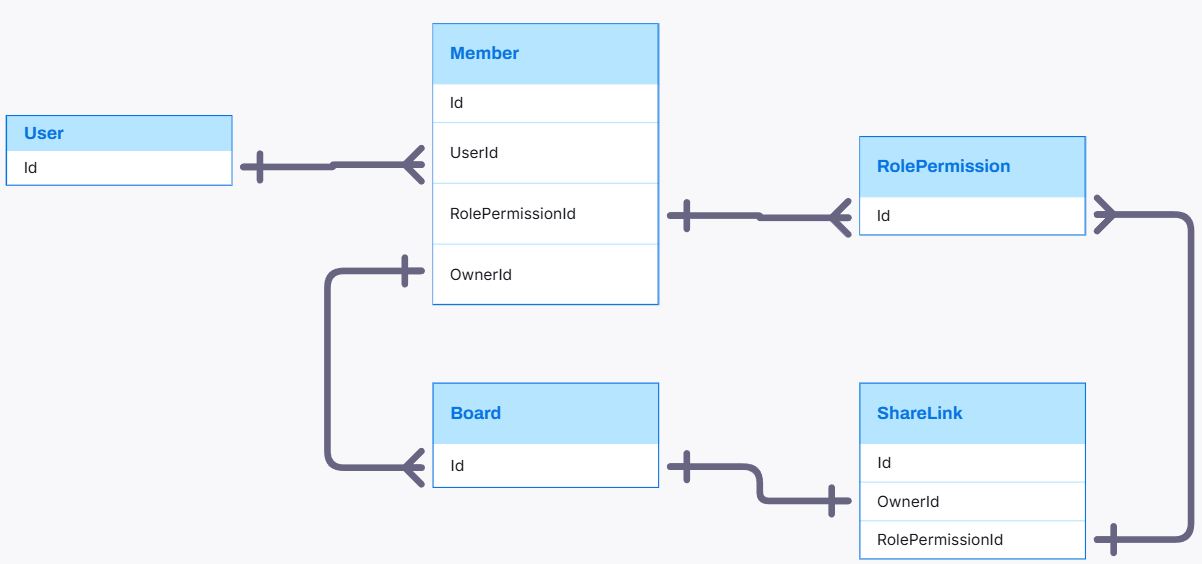 Member
Id
UserId
RolePermissionId
OwnerId
User
Id
RolePermission
Id
Board
Id
ShareLink
Id
OwnerId
RolePermissionId